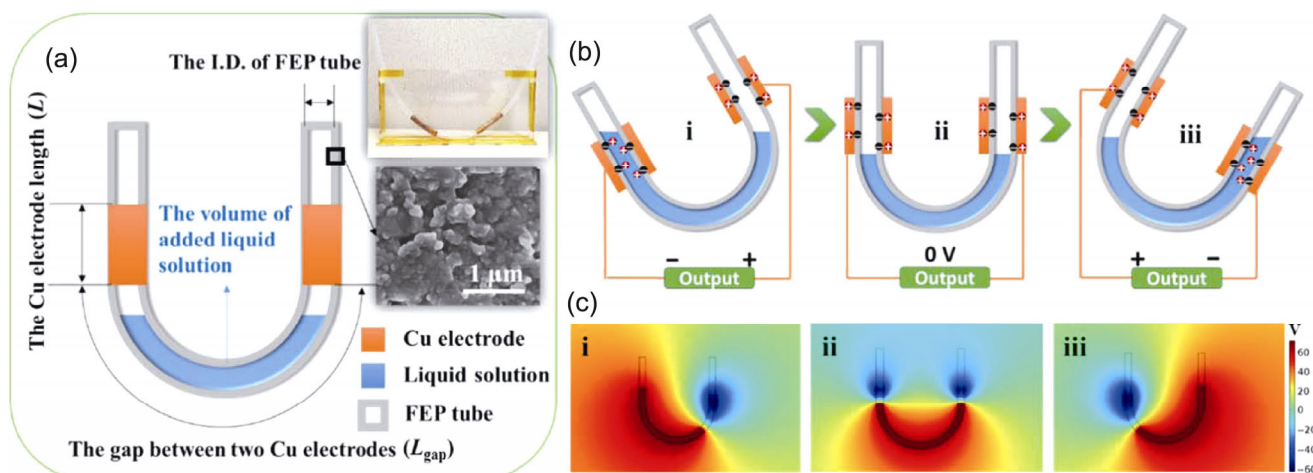 (a)
The I.D. of FEP tube
The Cu electrode length (L)
The volume of
added liquid
solution
1 μm
Cu electrode
Liquid solution
FEP tube
The gap between two Cu electrodes (Lgap)
(b)
i
ii
iii
− +
Output
0 V
Output
+ −
Output
(c)
i
ii
iii
V
60
40
20
0
−20
−40
−60